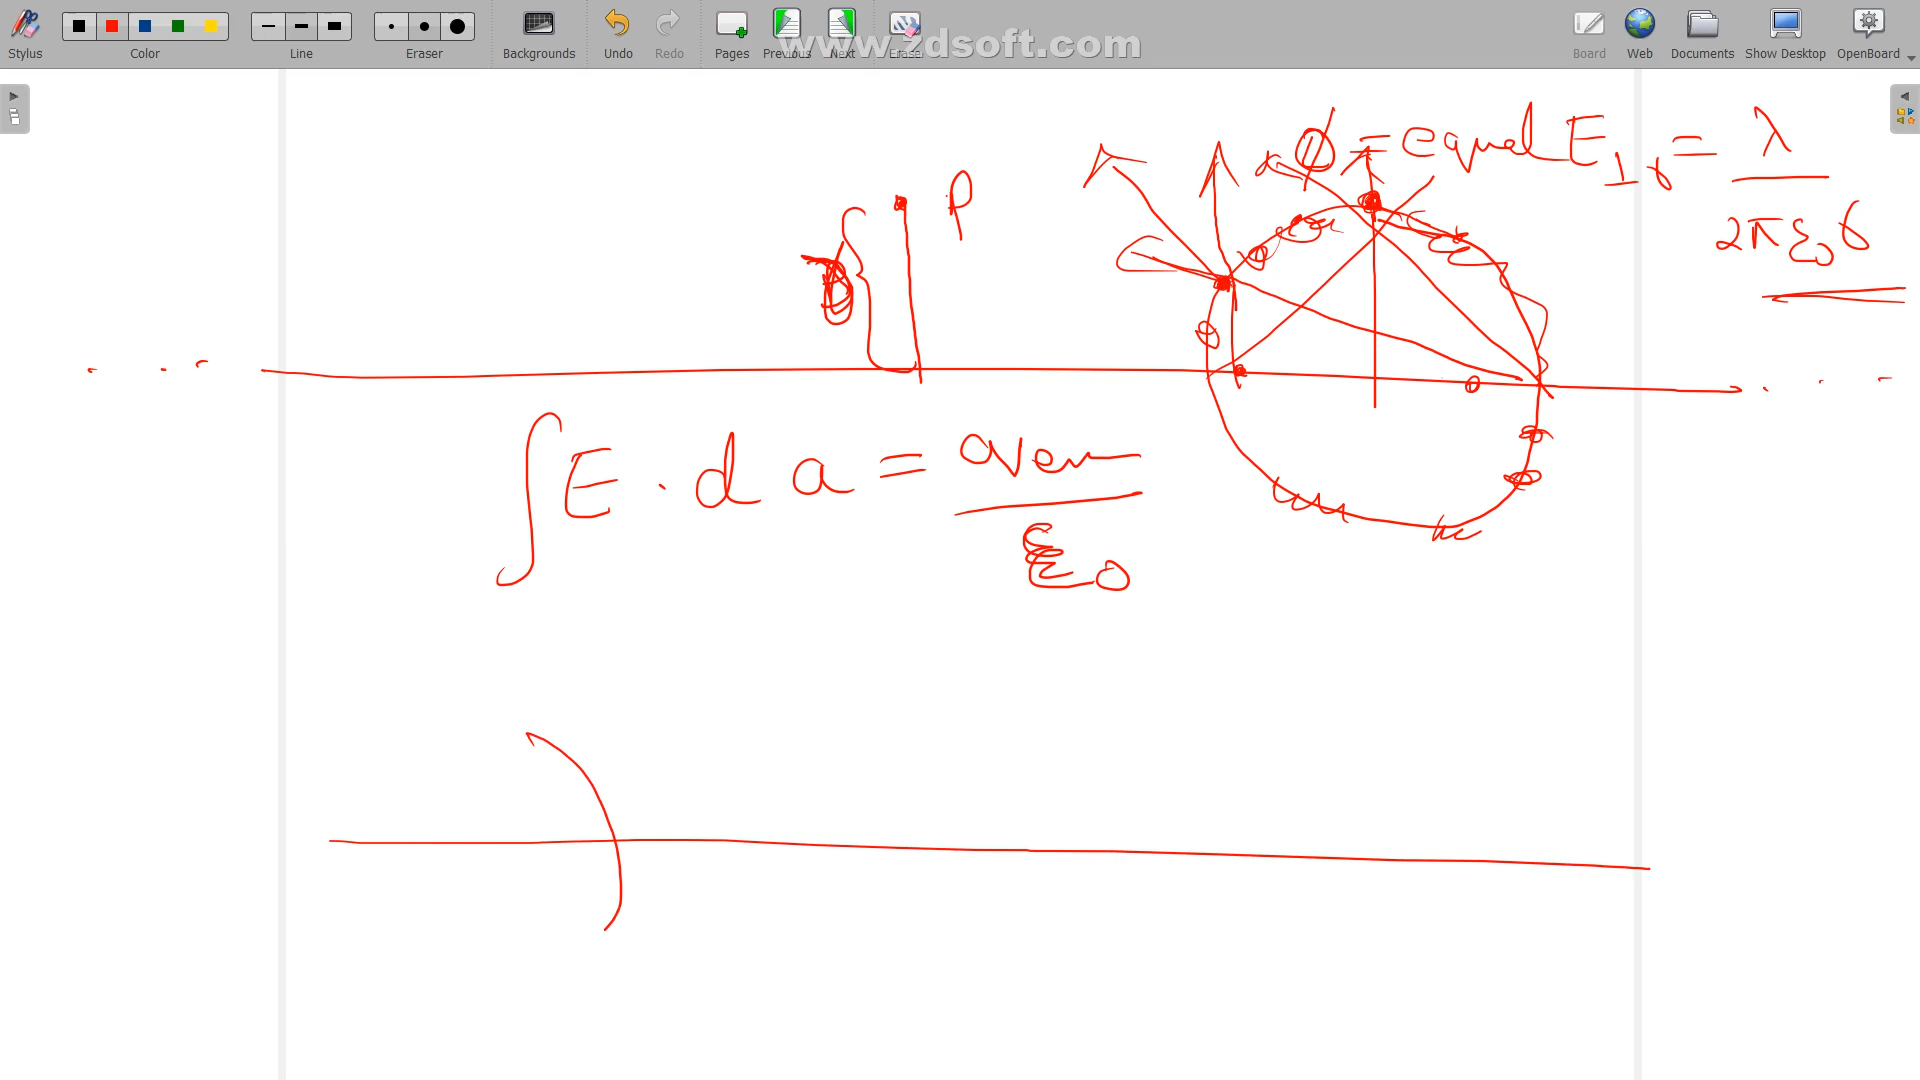 Stylus Color Line Eraser Backgrounds Undo Redo Pages Previous Next Erase Board Web Documents Show Desktop OpenBoard
www.zdsoft.com
P
= equal E⊥r = λ / 2πε₀r
∫ E · da = qen / ε₀